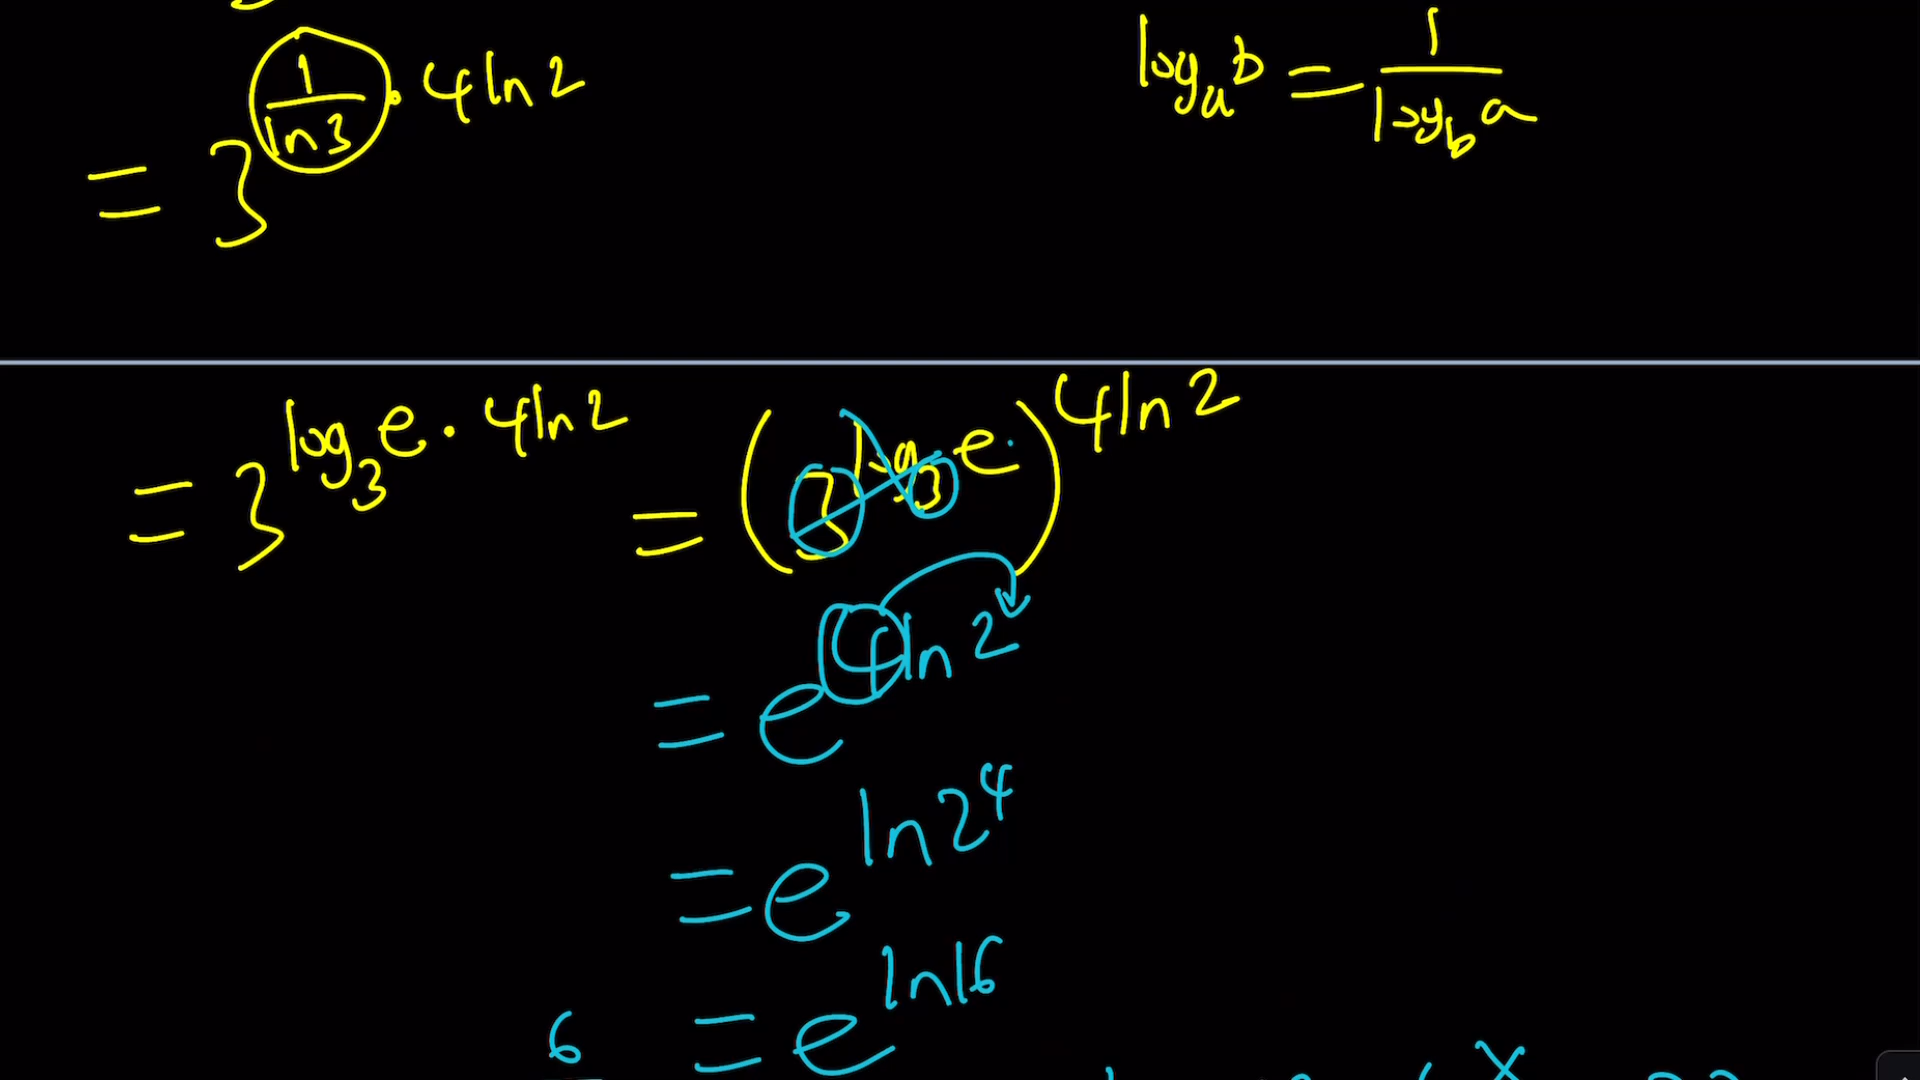 = 3^(1/ln3 · 4ln2)
log_a b = 1/log_b a
= 3^(log_3 e · 4ln2) = (3^(log_3 e))^(4ln2)
= e^(4ln2)
= e^(ln2^4)
= e^(ln16)
6
x